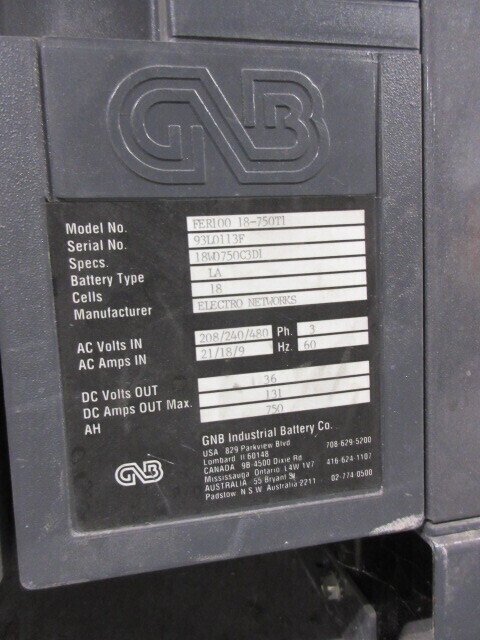 GNB
Model No. FER100 18-750T1
Serial No. 93L0113F
Specs. 18WD750C3D1
Battery Type LA
Cells 18
Manufacturer ELECTRO NETWORKS
AC Volts IN 208/240/480 Ph. 3
AC Amps IN 21/18/9 Hz. 60
DC Volts OUT 36
DC Amps OUT Max. 131
AH 750
GNB Industrial Battery Co.
USA 829 Parkview Blvd 708-629-5200
Lombard Il 60148
CANADA 9B-4500 Dixie Rd
Mississauga Ontario L4W 1V7 416-624-1107
AUSTRALIA 55 Bryant St
Padstow N S W Australia 2211 02-774-0500
GNB